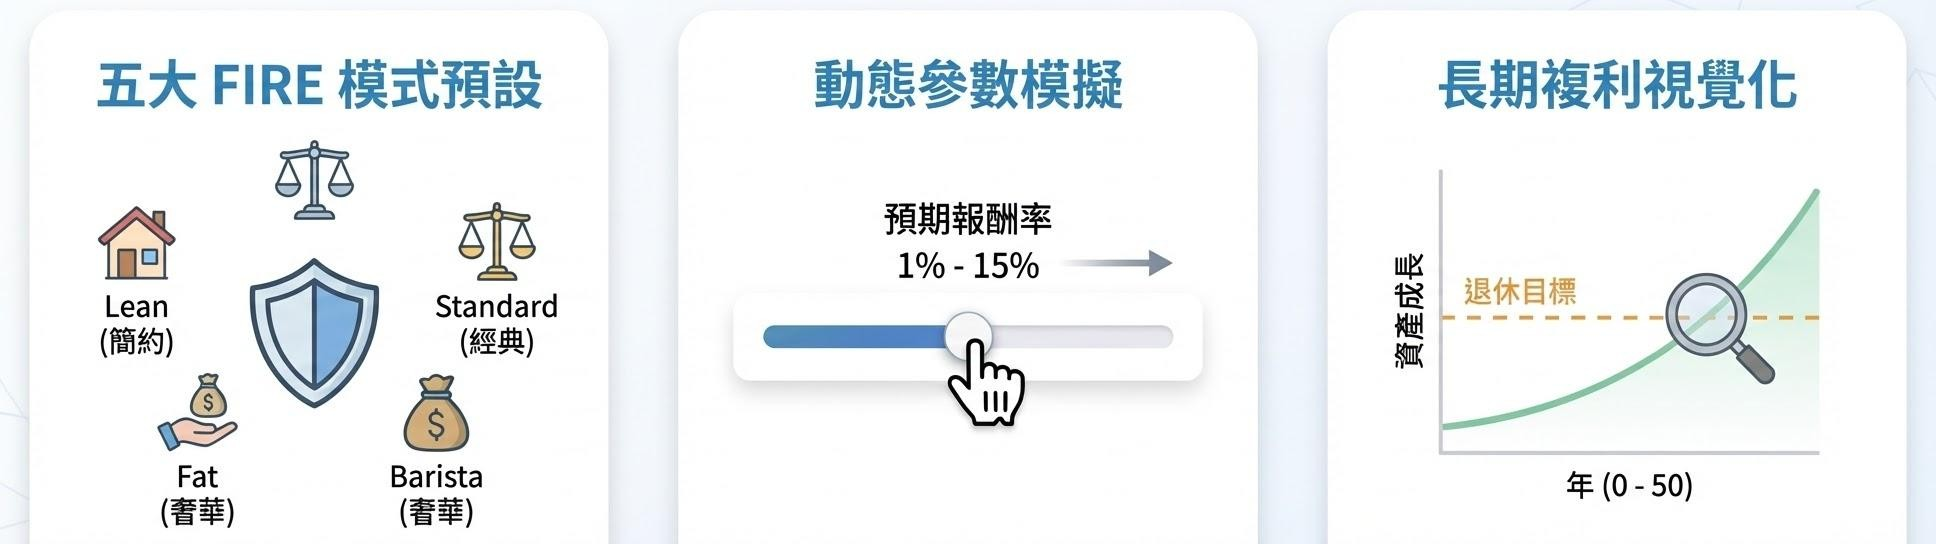 五大 FIRE 模式預設
Lean
(簡約)
Standard
(經典)
$
Fat
(奢華)
$
Barista
(奢華)
動態參數模擬
預期報酬率
1% - 15%
長期複利視覺化
資產成長
退休目標
年 (0 - 50)